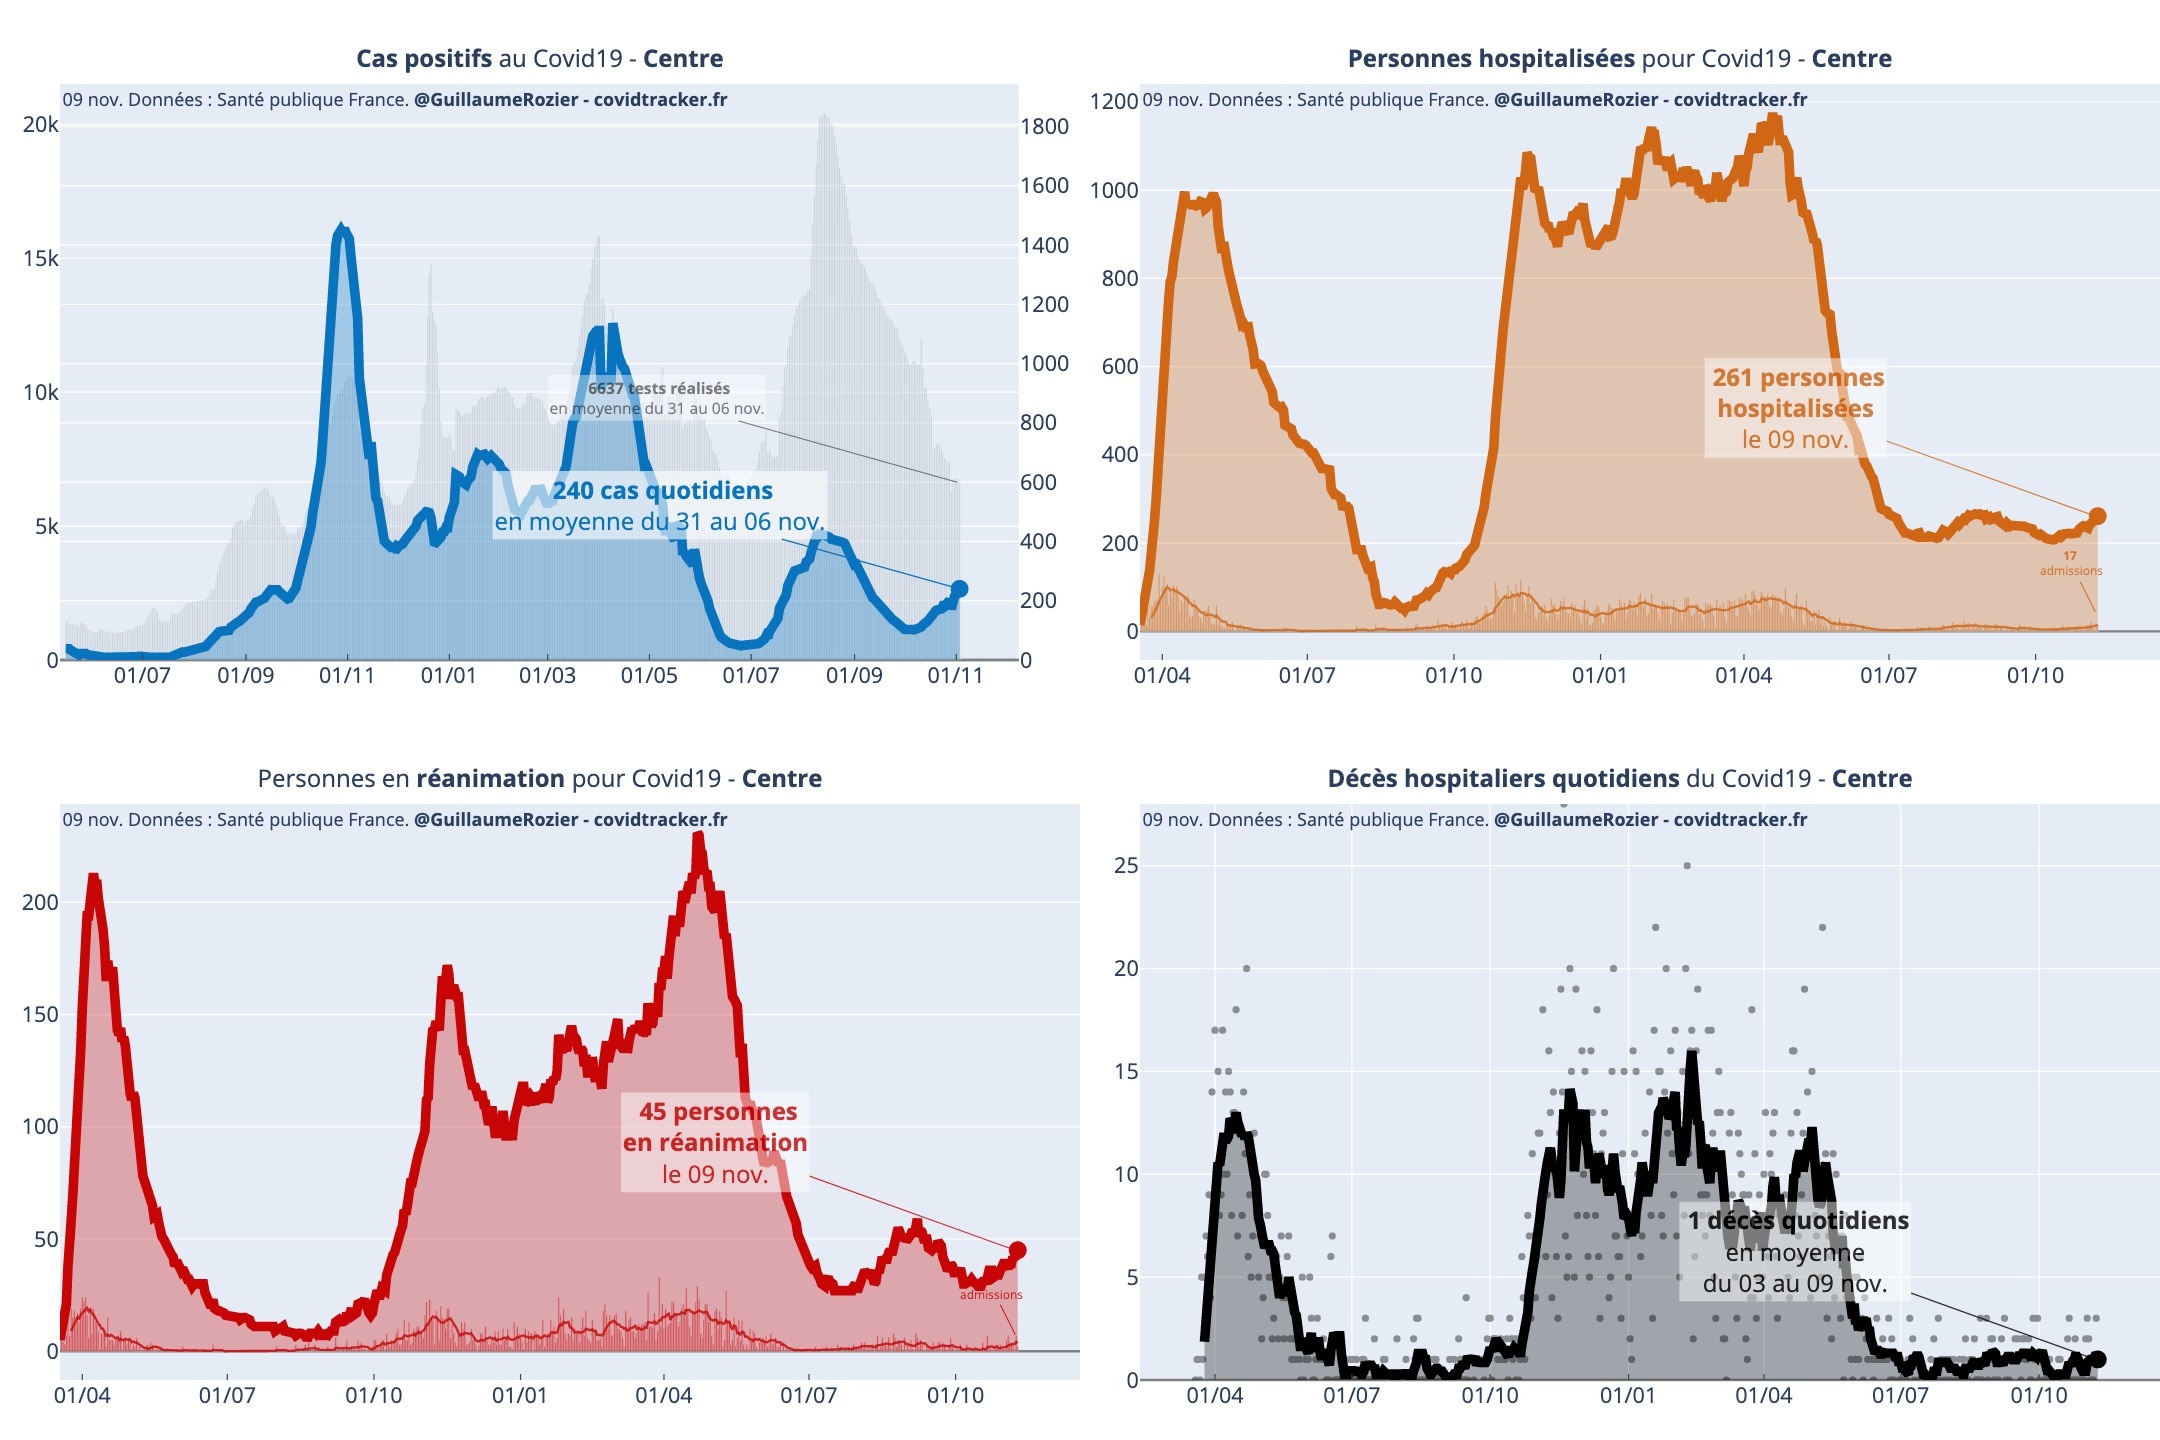 Cas positifs au Covid19 - Centre
09 nov. Données : Santé publique France. @GuillaumeRozier - covidtracker.fr
20k
15k
10k
5k
0
1800
1600
1400
1200
1000
800
600
400
200
0
6637 tests réalisés
en moyenne du 31 au 06 nov.
240 cas quotidiens
en moyenne du 31 au 06 nov.
01/07 01/09 01/11 01/01 01/03 01/05 01/07 01/09 01/11
Personnes hospitalisées pour Covid19 - Centre
09 nov. Données : Santé publique France. @GuillaumeRozier - covidtracker.fr
1200
1000
800
600
400
200
0
261 personnes
hospitalisées
le 09 nov.
17
admissions
01/04 01/07 01/10 01/01 01/04 01/07 01/10
Personnes en réanimation pour Covid19 - Centre
09 nov. Données : Santé publique France. @GuillaumeRozier - covidtracker.fr
200
150
100
50
0
45 personnes
en réanimation
le 09 nov.
admissions
01/04 01/07 01/10 01/01 01/04 01/07 01/10
Décès hospitaliers quotidiens du Covid19 - Centre
09 nov. Données : Santé publique France. @GuillaumeRozier - covidtracker.fr
25
20
15
10
5
0
1 décès quotidiens
en moyenne
du 03 au 09 nov.
01/04 01/07 01/10 01/01 01/04 01/07 01/10